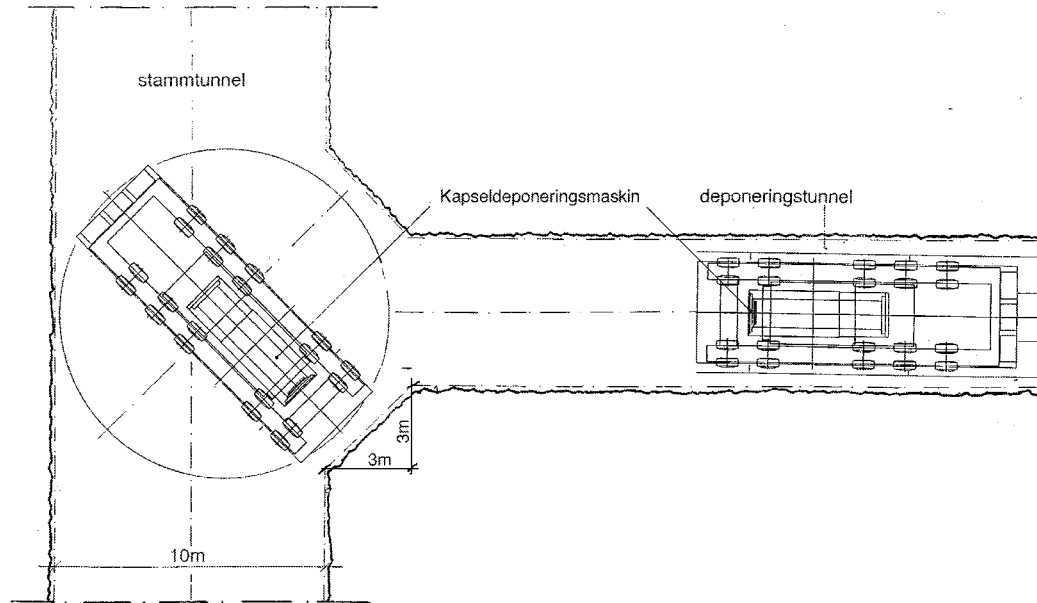 stammtunnel
Kapseldeponeringsmaskin
deponeringstunnel
3m
3m
10m